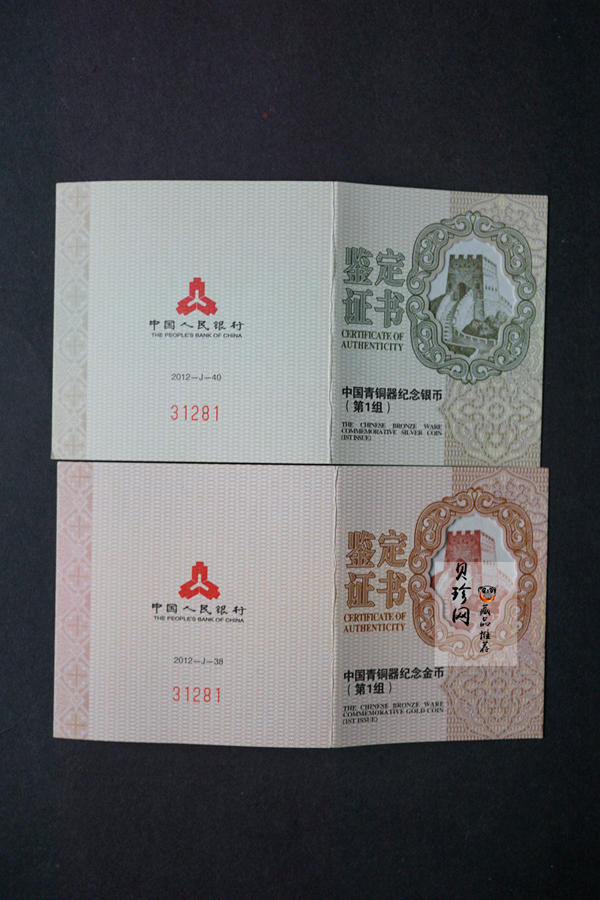 中国人民银行
THE PEOPLE'S BANK OF CHINA
2012-J-40
31281
鉴定
证书
CERTIFICATE OF
AUTHENTICITY
中国青铜器纪念银币
(第1组)
THE CHINESE BRONZE WARE
COMMEMORATIVE SILVER COIN
(IST ISSUE)
中国人民银行
THE PEOPLE'S BANK OF CHINA
2012-J-38
31281
鉴定
证书
CERTIFICATE OF
AUTHENTICITY
中国青铜器纪念金币
(第1组)
THE CHINESE BRONZE WARE
COMMEMORATIVE GOLD COIN
(IST ISSUE)
贝珍网
藏品推荐